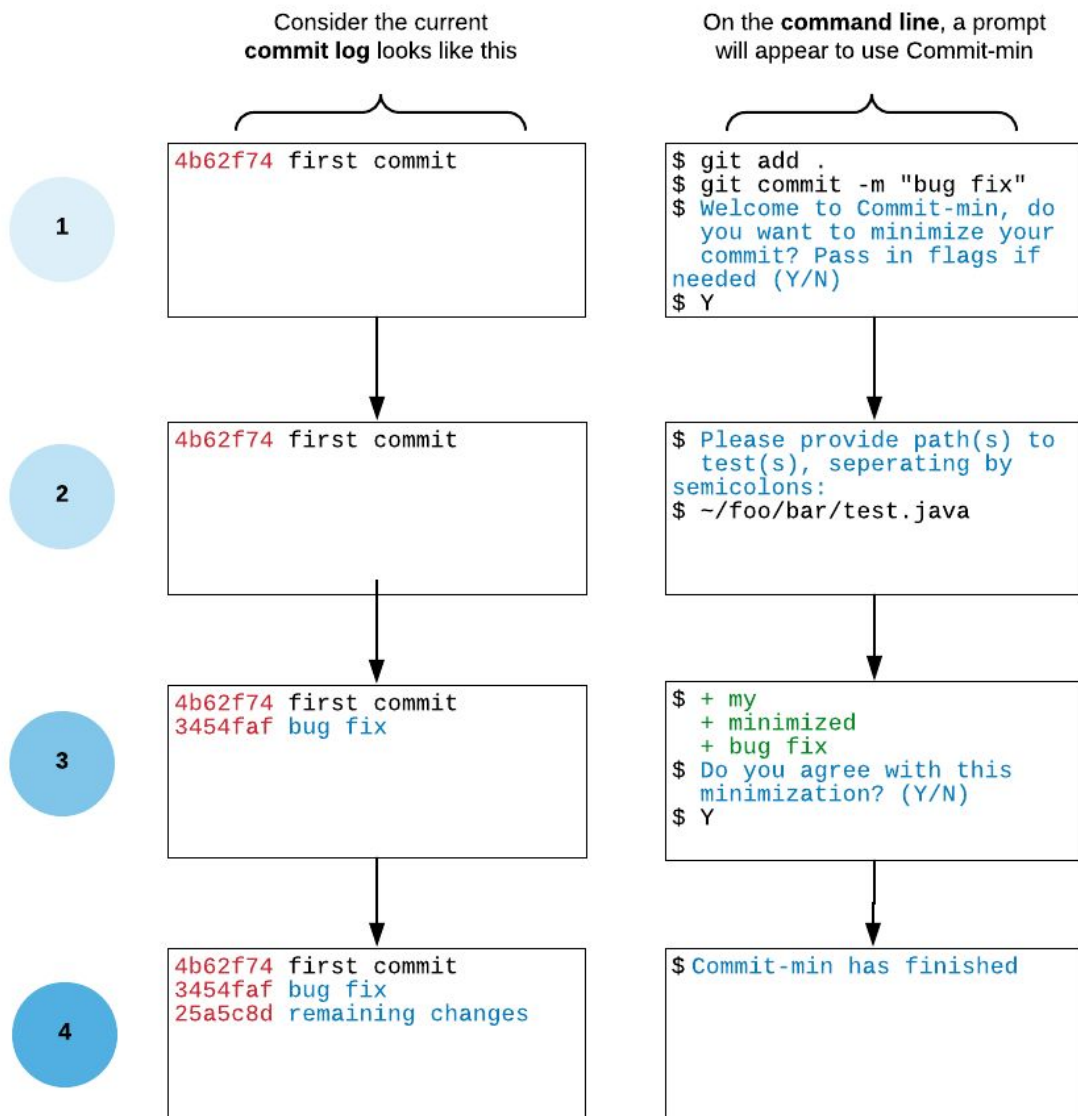 Consider the current
commit log looks like this
On the command line, a prompt
will appear to use Commit-min
1
4b62f74 first commit
$ git add .
$ git commit -m "bug fix"
$ Welcome to Commit-min, do
you want to minimize your
commit? Pass in flags if
needed (Y/N)
$ Y
2
4b62f74 first commit
$ Please provide path(s) to
test(s), seperating by
semicolons:
$ ~/foo/bar/test.java
3
4b62f74 first commit
3454faf bug fix
$ + my
+ minimized
+ bug fix
$ Do you agree with this
minimization? (Y/N)
$ Y
4
4b62f74 first commit
3454faf bug fix
25a5c8d remaining changes
$ Commit-min has finished